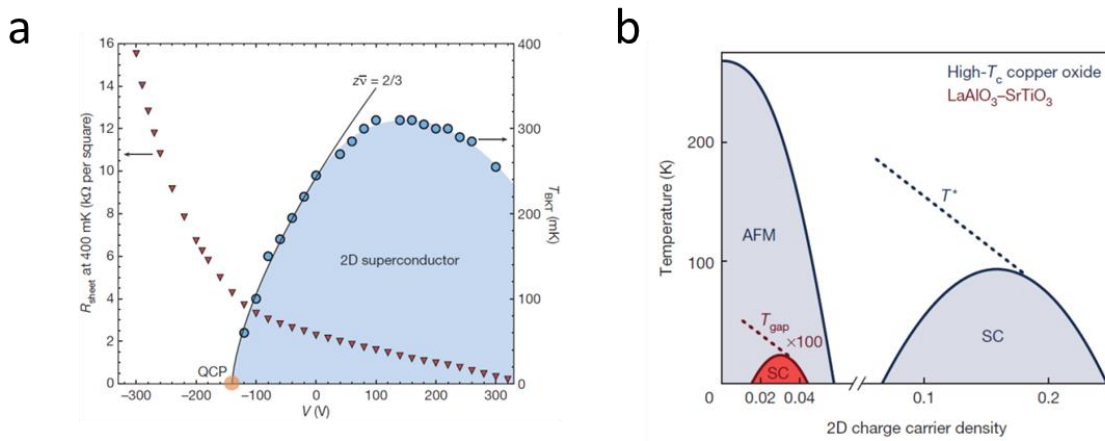 a
R_sheet at 400 mK (kΩ per square)
16
14
12
10
8
6
4
2
0
zν̅ = 2/3
2D superconductor
QCP
400
300
200
100
0
T_BKT (mK)
−300 −200 −100 0 100 200 300
V (V)
b
High-T_c copper oxide
LaAlO₃–SrTiO₃
Temperature (K)
200
100
0
AFM
T*
T_gap
×100
SC
SC
0.02 0.04 0.1 0.2
2D charge carrier density